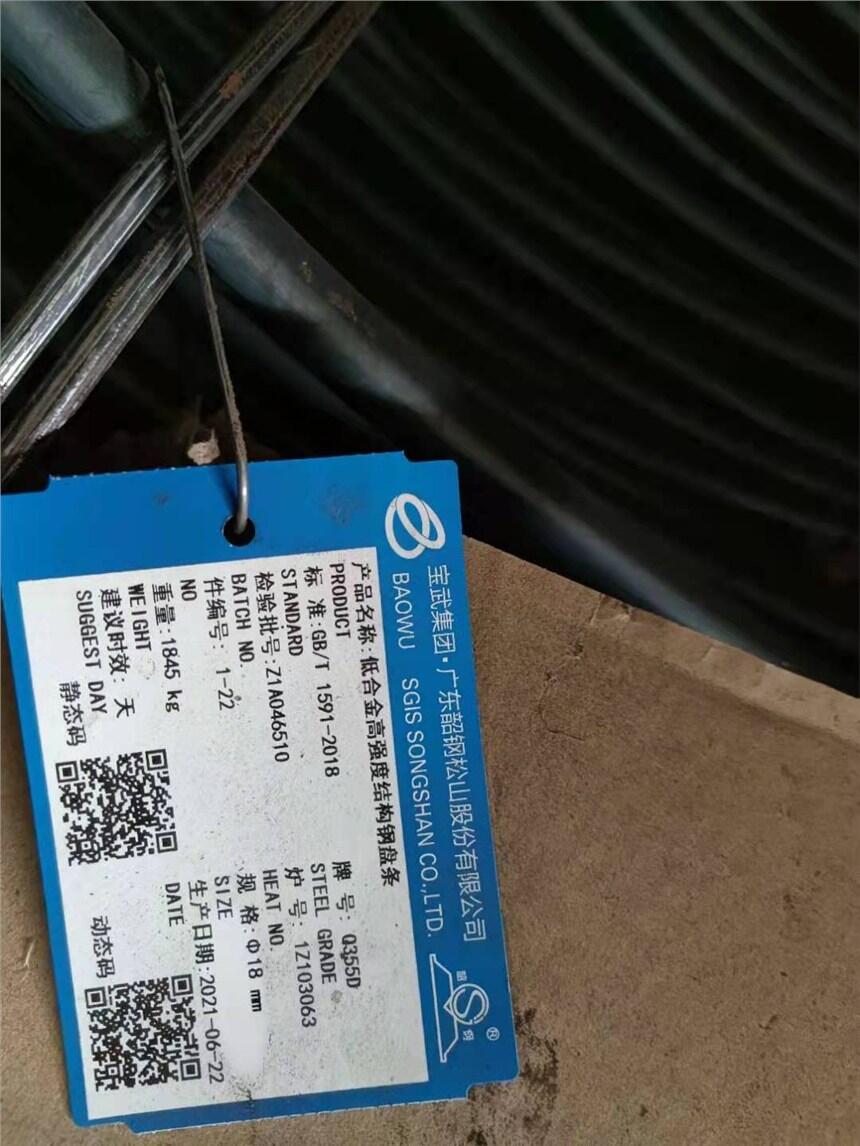 宝武集团·广东韶钢松山股份有限公司
BAOWU SGIS SONGSHAN CO.,LTD.
韶 S 钢 ®
产品名称:低合金高强度结构钢盘条
PRODUCT
标 准:GB/T 1591-2018 牌 号: Q355D
STANDARD STEEL GRADE
检验批号:Z1A046510 炉 号: 1Z103063
BATCH NO. HEAT NO.
件编号: 1-22 规 格:Φ18 mm
NO SIZE
重量:1845 kg 生产日期:2021-06-22
WEIGHT DATE
建议时效: 天
SUGGEST DAY
静态码 动态码